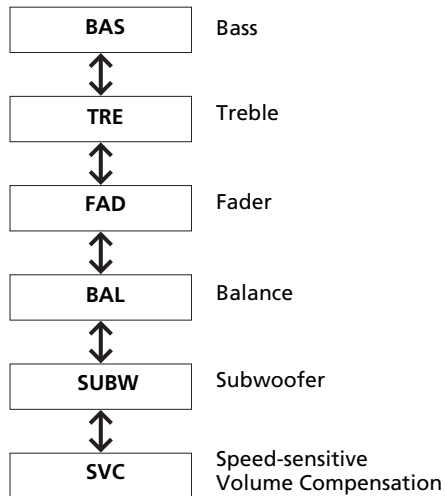 BAS Bass
TRE Treble
FAD Fader
BAL Balance
SUBW Subwoofer
SVC Speed-sensitive
Volume Compensation